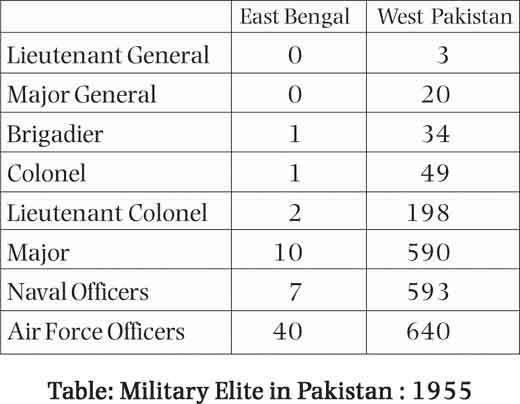 East Bengal West Pakistan
Lieutenant General 0 3
Major General 0 20
Brigadier 1 34
Colonel 1 49
Lieutenant Colonel 2 198
Major 10 590
Naval Officers 7 593
Air Force Officers 40 640
Table: Military Elite in Pakistan : 1955